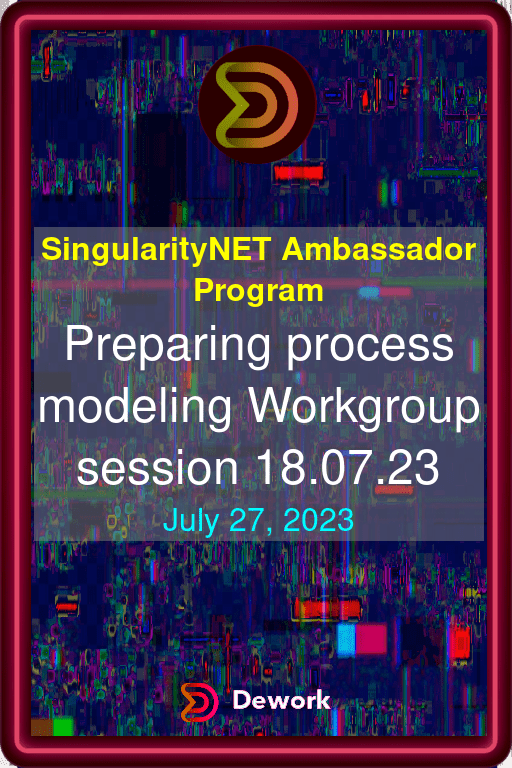 SingularityNET Ambassador
Program
Preparing process
modeling Workgroup
session 18.07.23
July 27, 2023
Dework